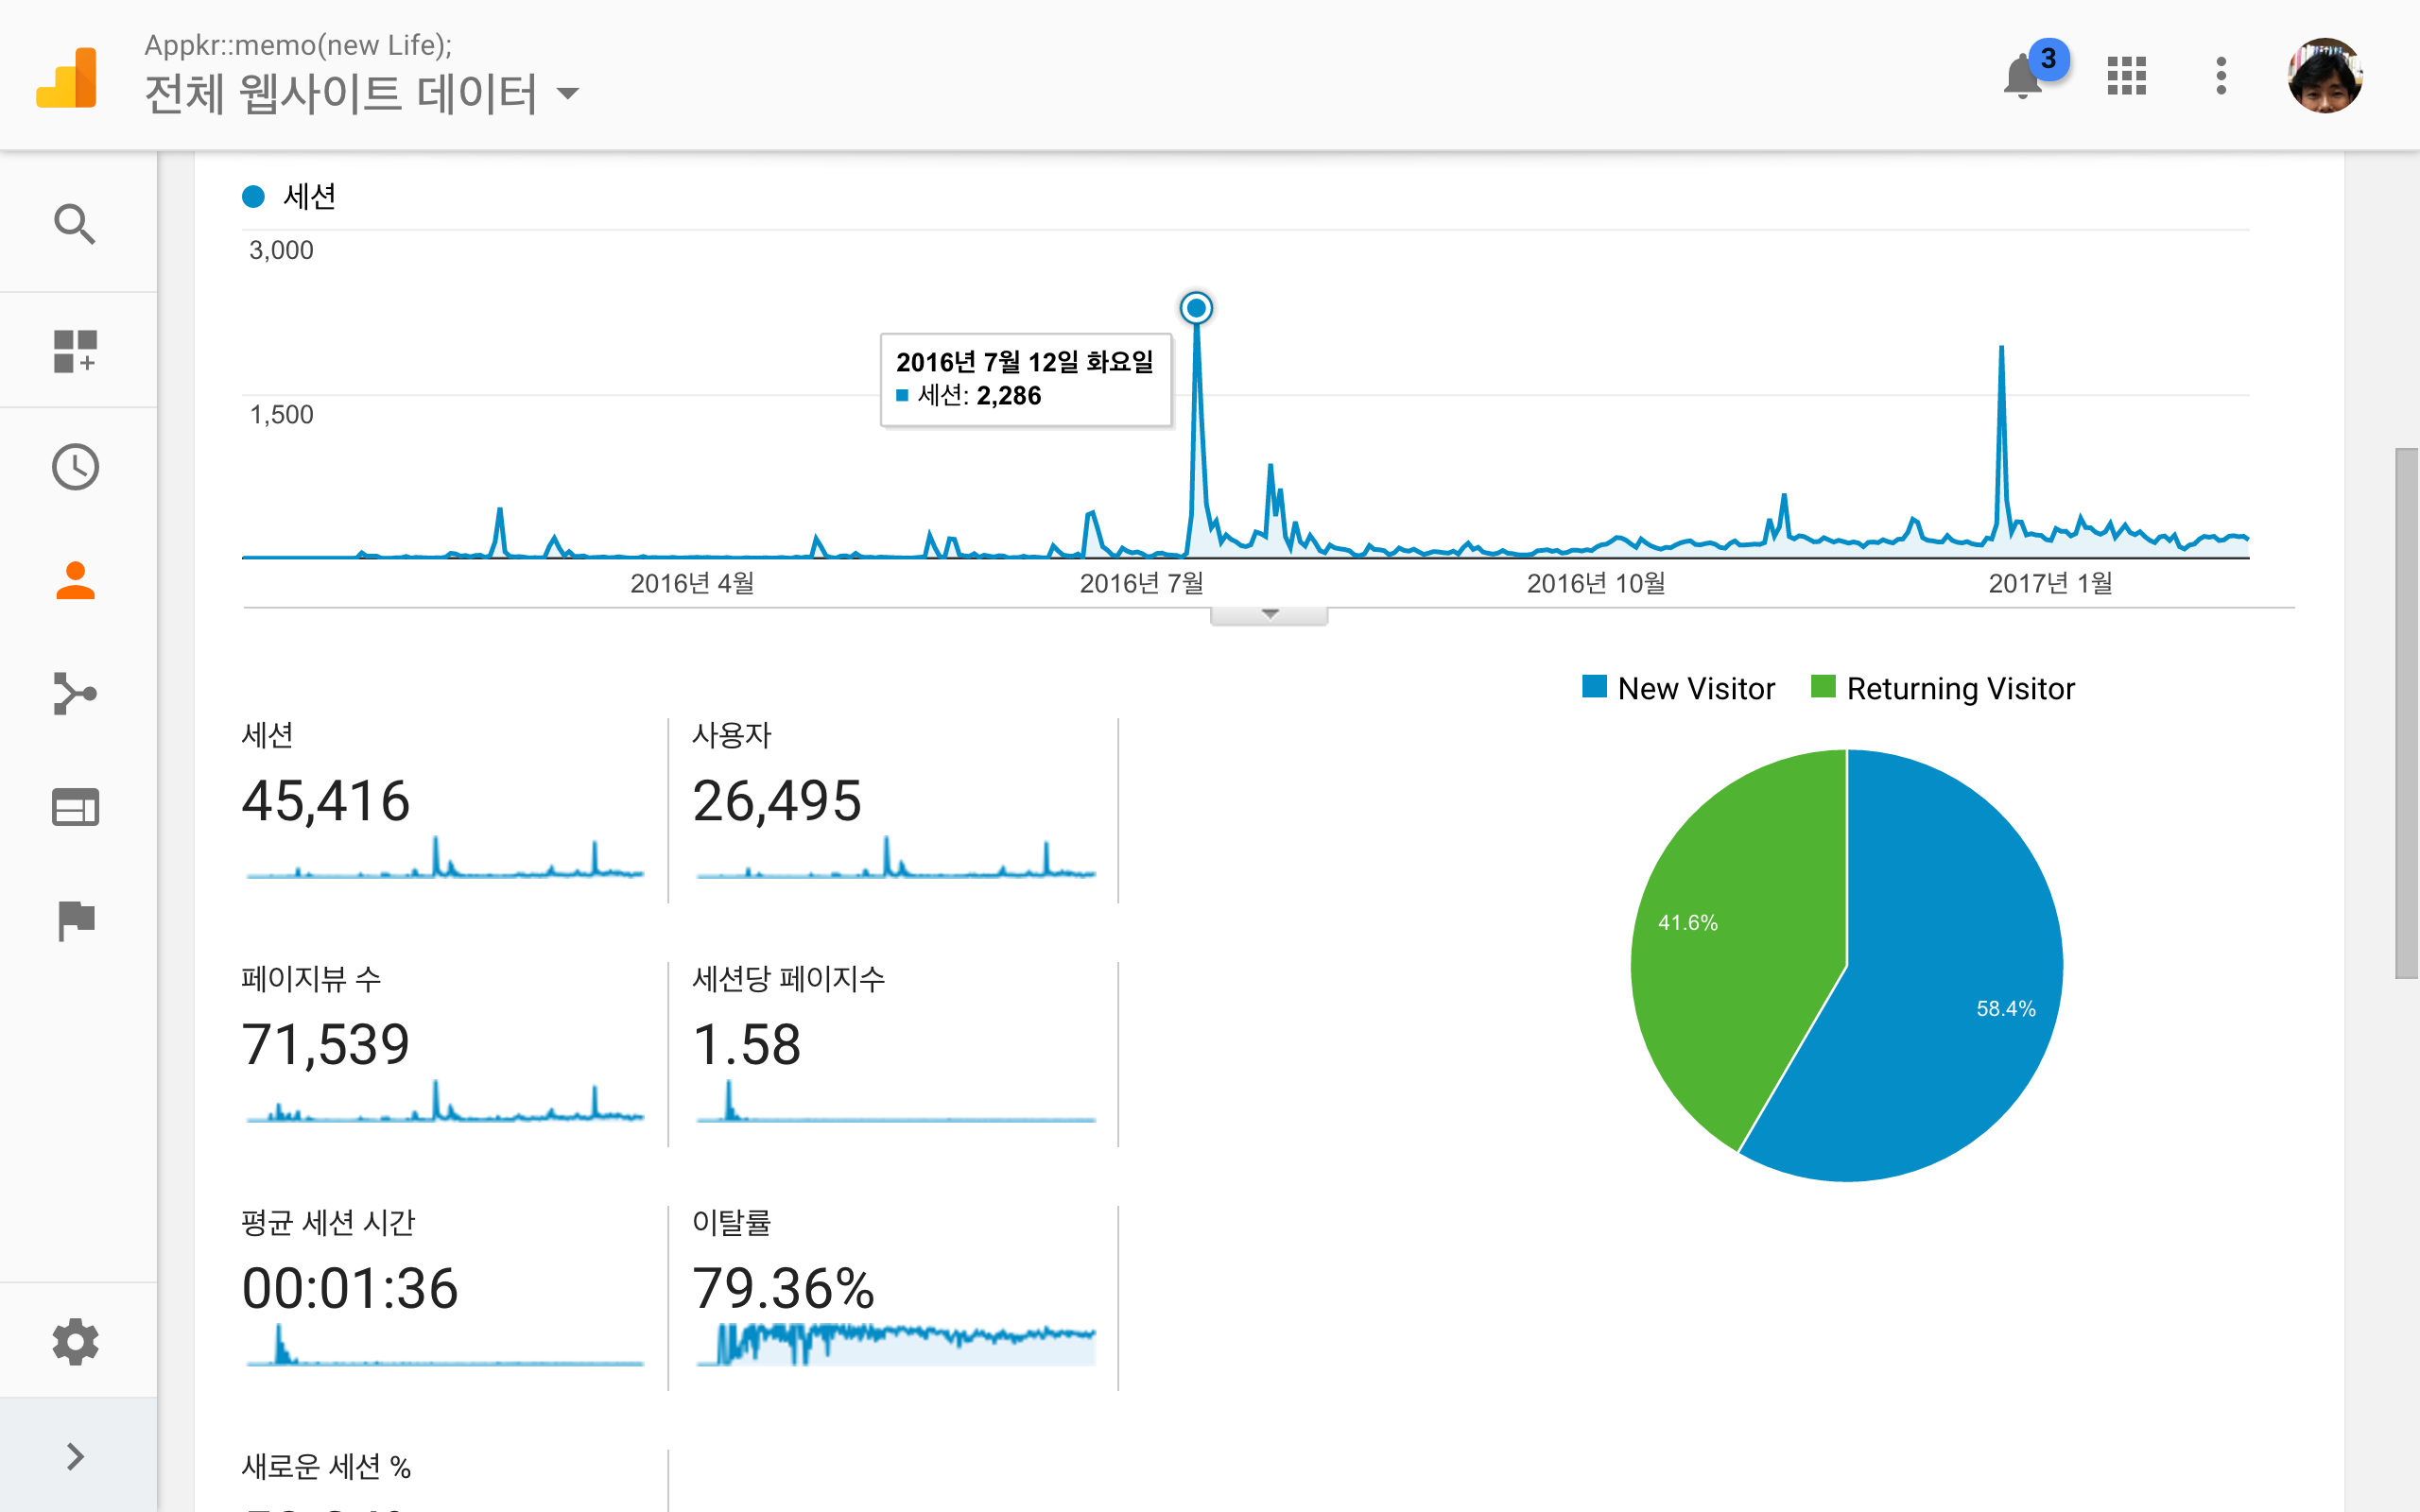 Appkr::memo(new Life);
전체 웹사이트 데이터
3
세션
3,000
1,500
2016년 7월 12일 화요일
세션: 2,286
2016년 4월
2016년 7월
2016년 10월
2017년 1월
New Visitor
Returning Visitor
세션
사용자
45,416
26,495
41.6%
58.4%
페이지뷰 수
세션당 페이지수
71,539
1.58
평균 세션 시간
이탈률
00:01:36
79.36%
새로운 세션 %